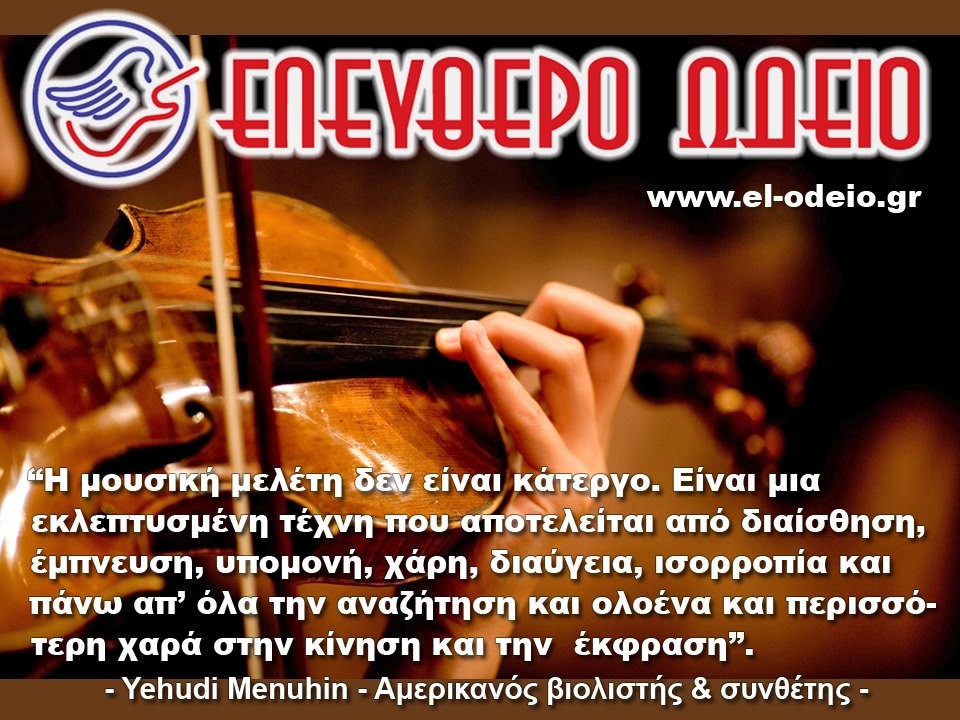 ΕΛΕΥΘΕΡΟ ΩΔΕΙΟ
www.el-odeio.gr
“Η μουσική μελέτη δεν είναι κάτεργο. Είναι μια
εκλεπτυσμένη τέχνη που αποτελείται από διαίσθηση,
έμπνευση, υπομονή, χάρη, διαύγεια, ισορροπία και
πάνω απ’ όλα την αναζήτηση και ολοένα και περισσό-
τερη χαρά στην κίνηση και την έκφραση”.
- Yehudi Menuhin - Αμερικανός βιολιστής & συνθέτης -